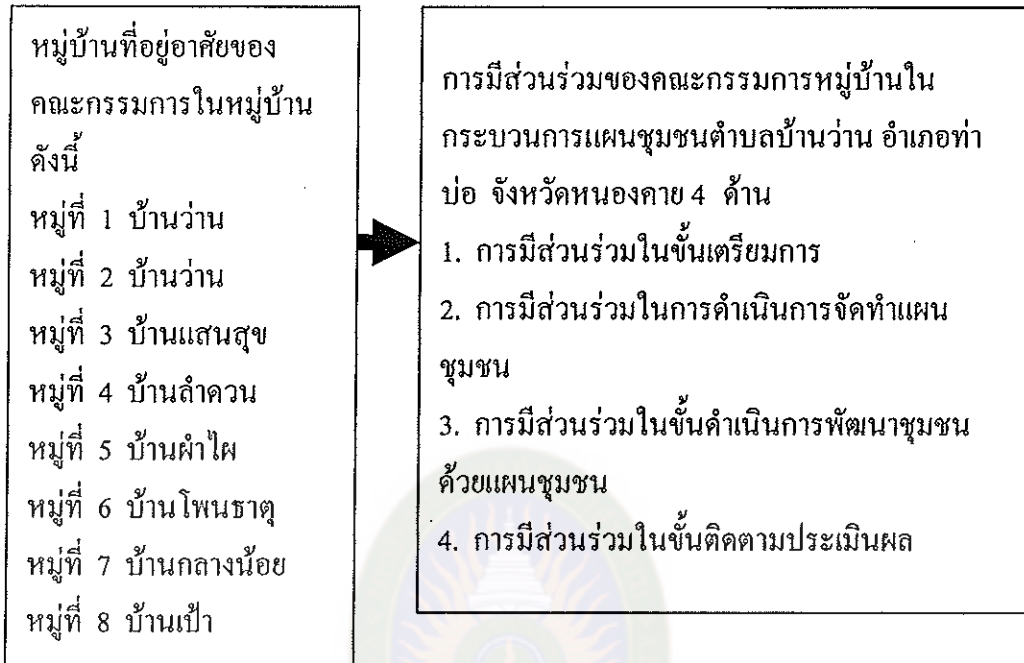 หมู่บ้านที่อยู่อาศัยของ
คณะกรรมการในหมู่บ้าน
ดังนี้
หมู่ที่ 1 บ้านว่าน
หมู่ที่ 2 บ้านว่าน
หมู่ที่ 3 บ้านแสนสุข
หมู่ที่ 4 บ้านลำดวน
หมู่ที่ 5 บ้านผำไผ
หมู่ที่ 6 บ้านโพนธาตุ
หมู่ที่ 7 บ้านกลางน้อย
หมู่ที่ 8 บ้านเป้า
การมีส่วนร่วมของคณะกรรมการหมู่บ้านใน
กระบวนการแผนชุมชนตำบลบ้านว่าน อำเภอท่า
บ่อ จังหวัดหนองคาย 4 ด้าน
1. การมีส่วนร่วมในขั้นเตรียมการ
2. การมีส่วนร่วมในการดำเนินการจัดทำแผน
ชุมชน
3. การมีส่วนร่วมในขั้นดำเนินการพัฒนาชุมชน
ด้วยแผนชุมชน
4. การมีส่วนร่วมในขั้นติดตามประเมินผล